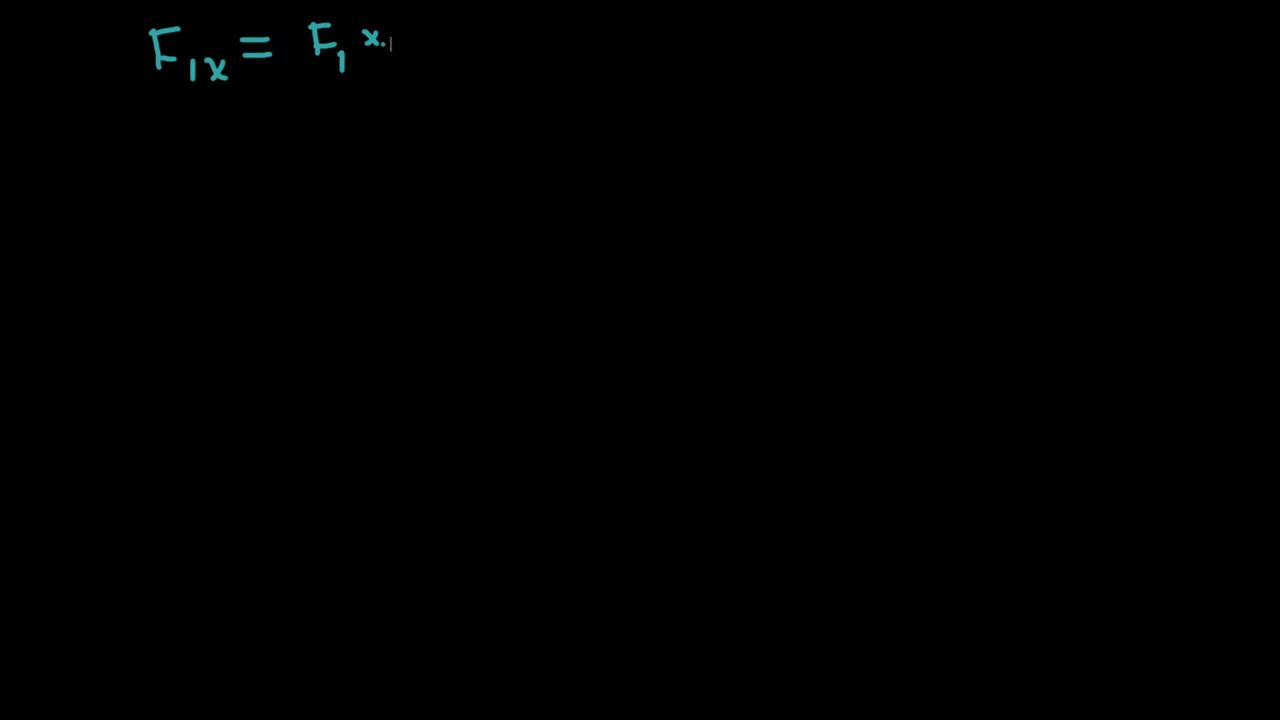 F₁ₓ = F₁ x.